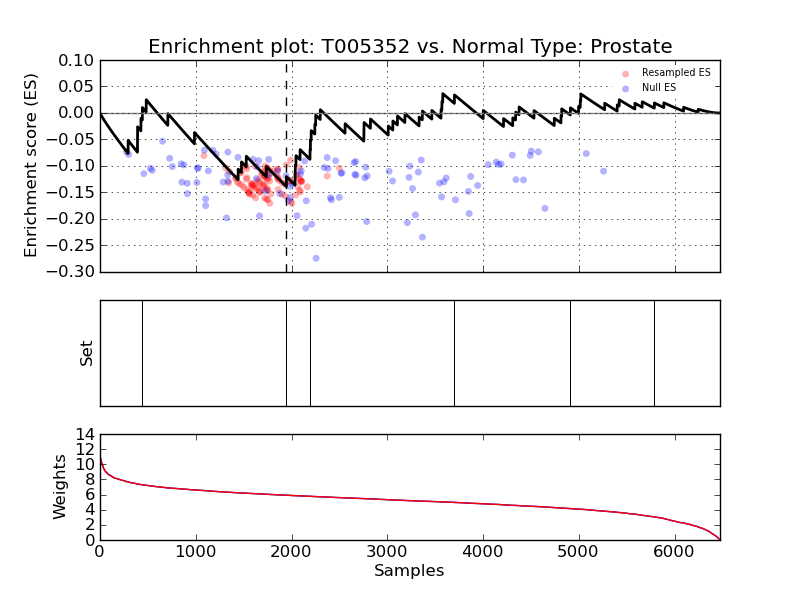 Enrichment plot: T005352 vs. Normal Type: Prostate
Enrichment score (ES)
0.10
0.05
0.00
−0.05
−0.10
−0.15
−0.20
−0.25
−0.30
Resampled ES
Null ES
Set
Weights
14
12
10
8
6
4
2
0
0 1000 2000 3000 4000 5000 6000
Samples